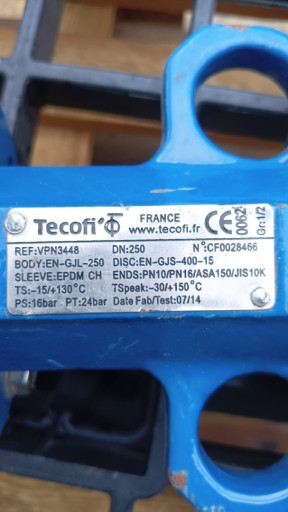 Tecofi FRANCE
www.tecofi.fr
CE 0062 Gr:1/2
REF:VPN3448 DN:250 N°:CF0028466
BODY:EN-GJL-250 DISC:EN-GJS-400-15
SLEEVE:EPDM CH ENDS:PN10/PN16/ASA150/JIS10K
TS:-15/+130°C TSpeak:-30/+150°C
PS:16bar PT:24bar Date Fab/Test:07/14